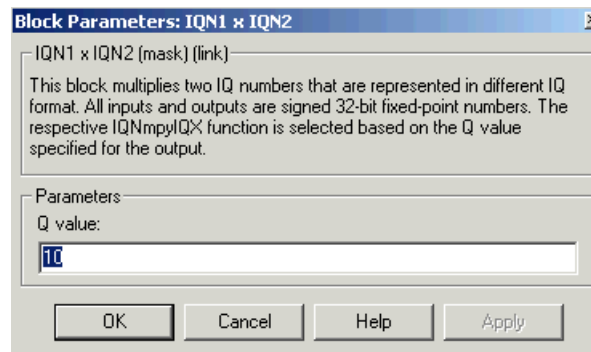 Block Parameters: IQN1 x IQN2
IQN1 x IQN2 (mask) (link)
This block multiplies two IQ numbers that are represented in different IQ
format. All inputs and outputs are signed 32-bit fixed-point numbers. The
respective IQNmpyIQX function is selected based on the Q value
specified for the output.
Parameters
Q value:
10
OK Cancel Help Apply